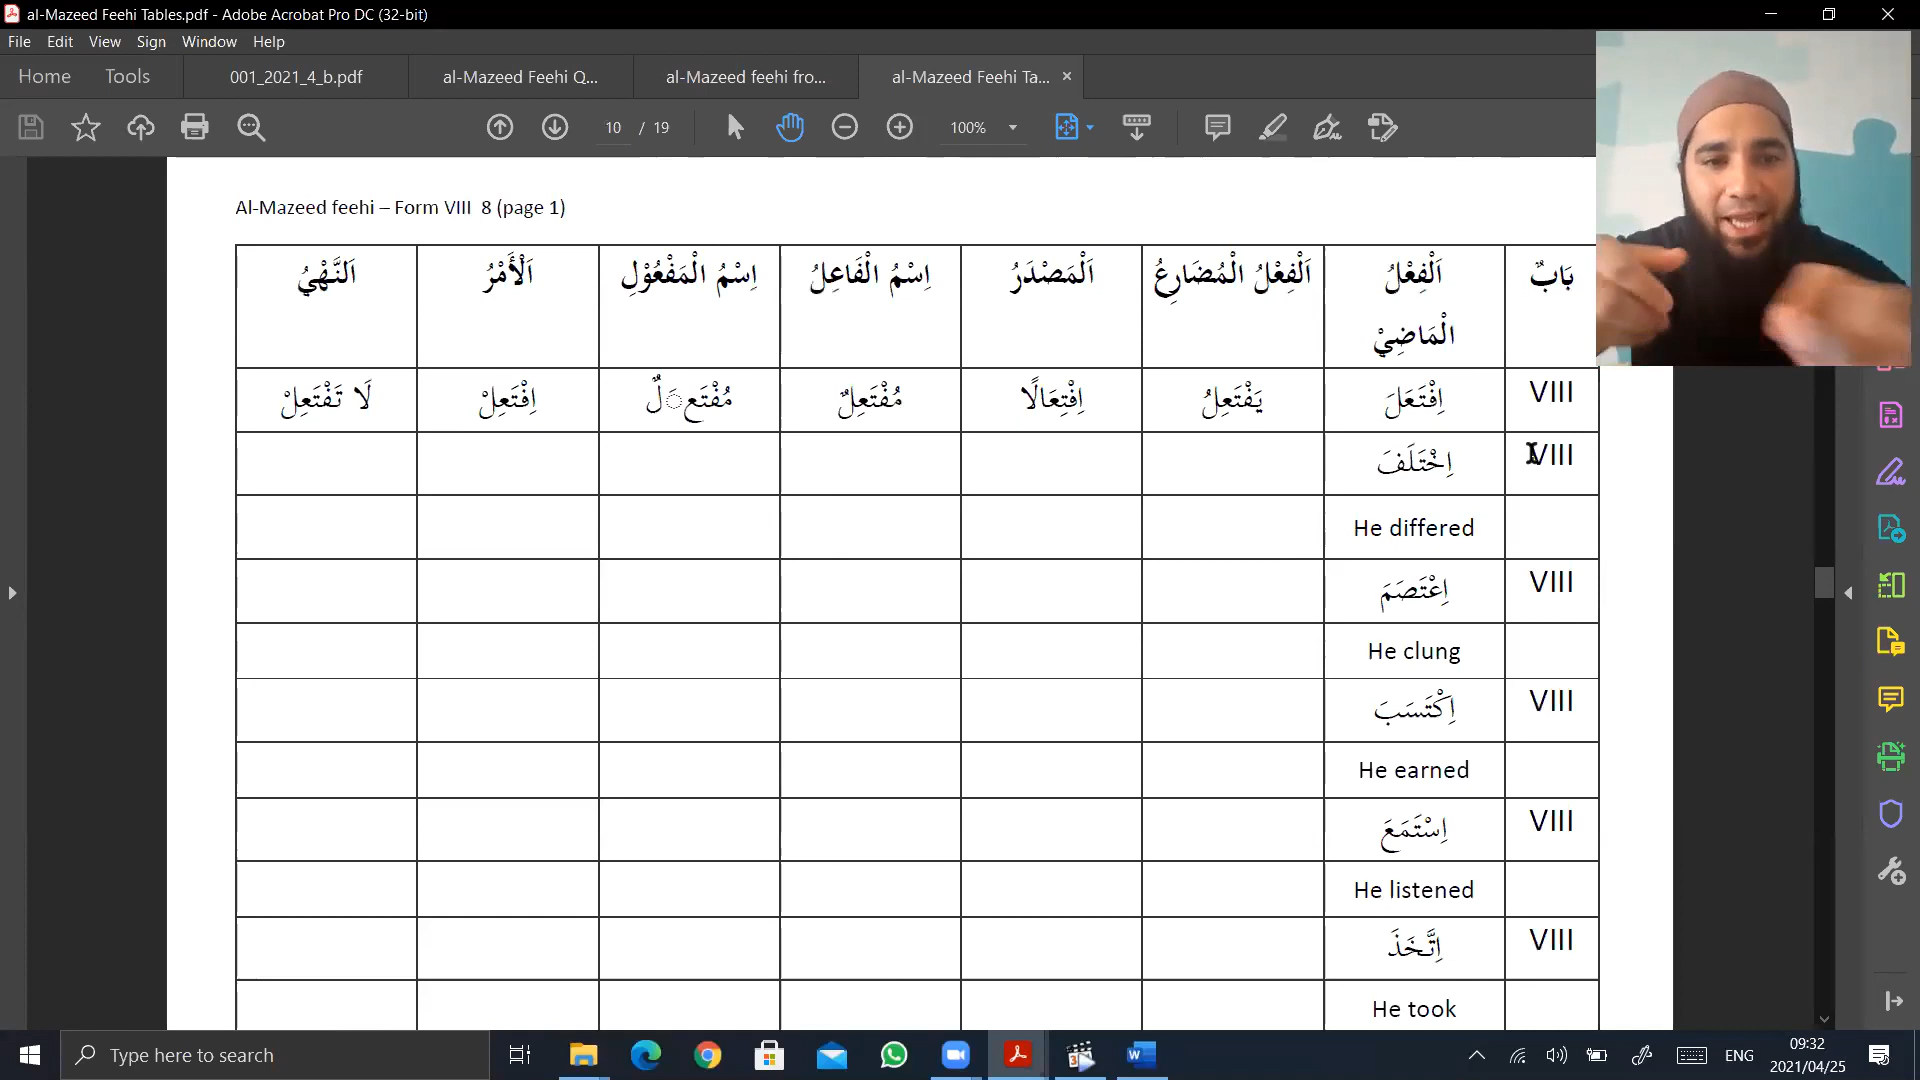 al-Mazeed Feehi Tables.pdf - Adobe Acrobat Pro DC (32-bit)
File Edit View Sign Window Help
Home Tools 001_2021_4_b.pdf al-Mazeed Feehi Q... al-Mazeed feehi fro... al-Mazeed Feehi Ta... ×
10 / 19 100%
Al-Mazeed feehi – Form VIII 8 (page 1)
بَابٌ اَلْفِعْلُ الْمَاضِيْ اَلْفِعْلُ الْمُضَارِعُ اَلْمَصْدَرُ اِسْمُ الْفَاعِلُ اِسْمُ الْمَفْعُوْلِ اَلْأَمْرُ اَلنَّهْيُ
VIII اِفْتَعَلَ يَفْتَعِلُ اِفْتِعَالًا مُفْتَعِلٌ مُفْتَع◌َلٌ اِفْتَعِلْ لَا تَفْتَعِلْ
VIII اِخْتَلَفَ
He differed
VIII اِعْتَصَمَ
He clung
VIII اِكْتَسَبَ
He earned
VIII اِسْتَمَعَ
He listened
VIII اِتَّخَذَ
He took
Type here to search
ENG
09:32
2021/04/25